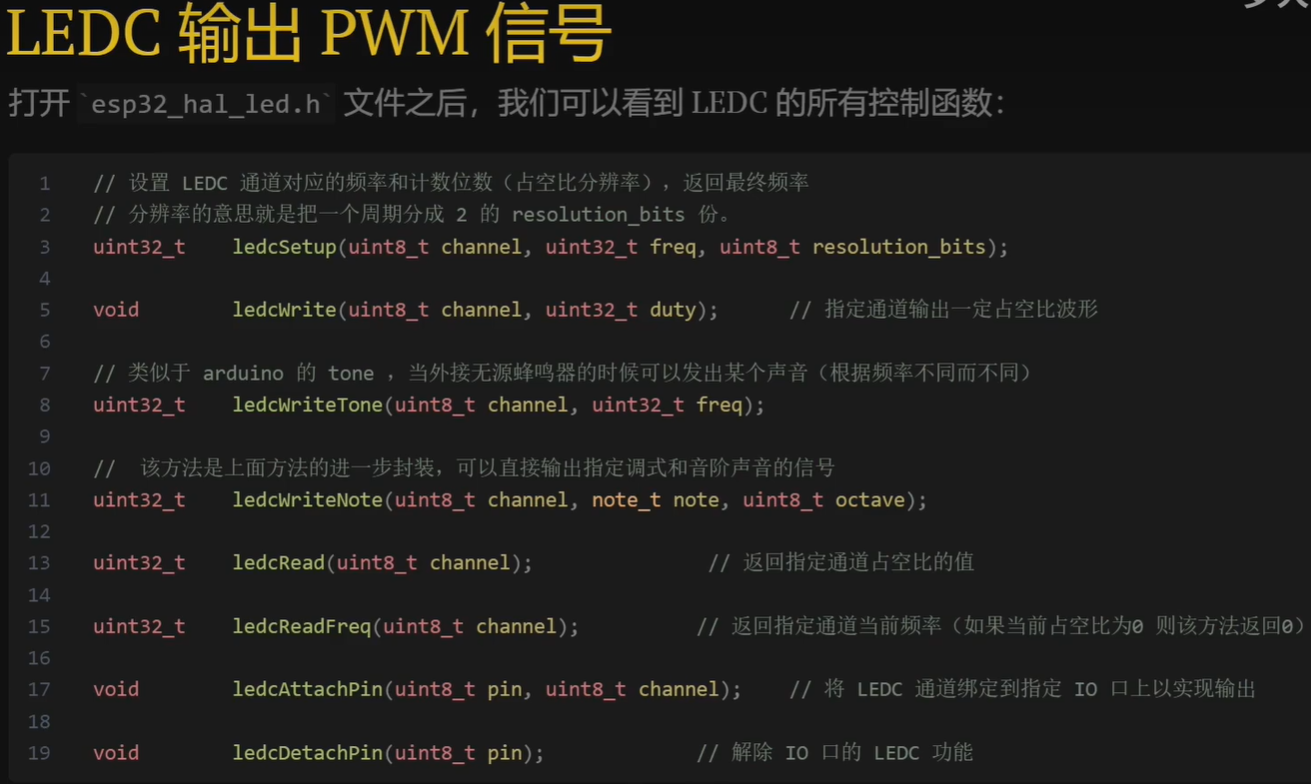 LEDC 输出 PWM 信号
打开 `esp32_hal_led.h` 文件之后，我们可以看到 LEDC 的所有控制函数：
1 // 设置 LEDC 通道对应的频率和计数位数（占空比分辨率），返回最终频率
2 // 分辨率的意思就是把一个周期分成 2 的 resolution_bits 份。
3 uint32_t ledcSetup(uint8_t channel, uint32_t freq, uint8_t resolution_bits);
4
5 void ledcWrite(uint8_t channel, uint32_t duty); // 指定通道输出一定占空比波形
6
7 // 类似于 arduino 的 tone ，当外接无源蜂鸣器的时候可以发出某个声音（根据频率不同而不同）
8 uint32_t ledcWriteTone(uint8_t channel, uint32_t freq);
9
10 // 该方法是上面方法的进一步封装，可以直接输出指定调式和音阶声音的信号
11 uint32_t ledcWriteNote(uint8_t channel, note_t note, uint8_t octave);
12
13 uint32_t ledcRead(uint8_t channel); // 返回指定通道占空比的值
14
15 uint32_t ledcReadFreq(uint8_t channel); // 返回指定通道当前频率（如果当前占空比为0 则该方法返回0）
16
17 void ledcAttachPin(uint8_t pin, uint8_t channel); // 将 LEDC 通道绑定到指定 IO 口上以实现输出
18
19 void ledcDetachPin(uint8_t pin); // 解除 IO 口的 LEDC 功能